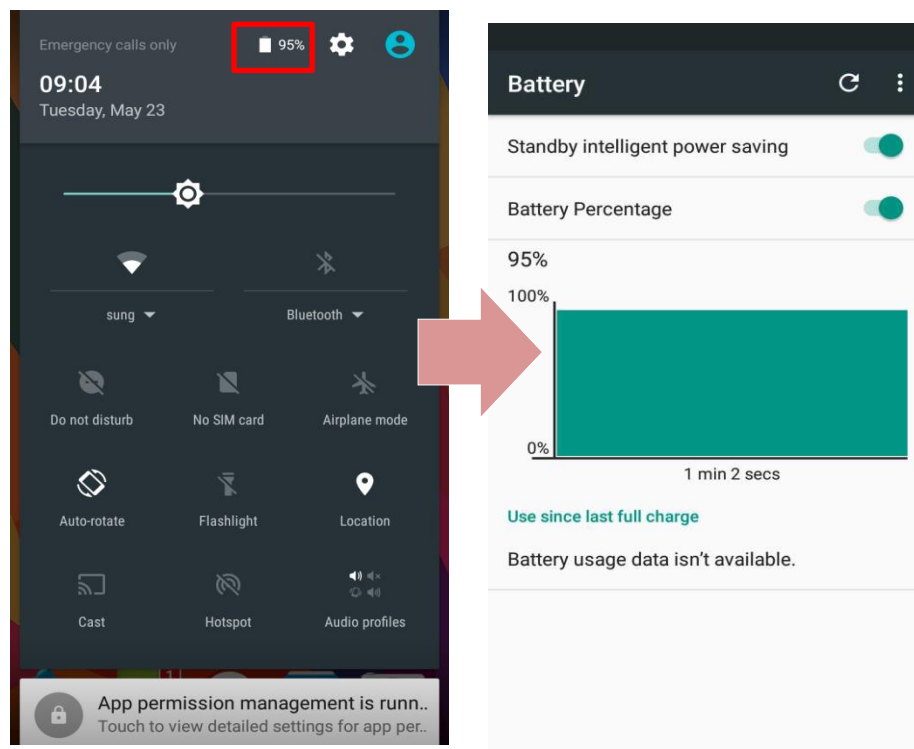 Emergency calls only
95%
09:04
Tuesday, May 23
sung
Bluetooth
Do not disturb
No SIM card
Airplane mode
Auto-rotate
Flashlight
Location
Cast
Hotspot
Audio profiles
1
App permission management is runn..
Touch to view detailed settings for app per..
Battery
Standby intelligent power saving
Battery Percentage
95%
100%
0%
1 min 2 secs
Use since last full charge
Battery usage data isn't available.